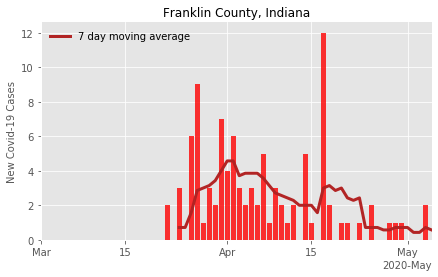 Franklin County, Indiana
7 day moving average
New Covid-19 Cases
12
10
8
6
4
2
0
Mar 15 Apr 15 May
2020-May